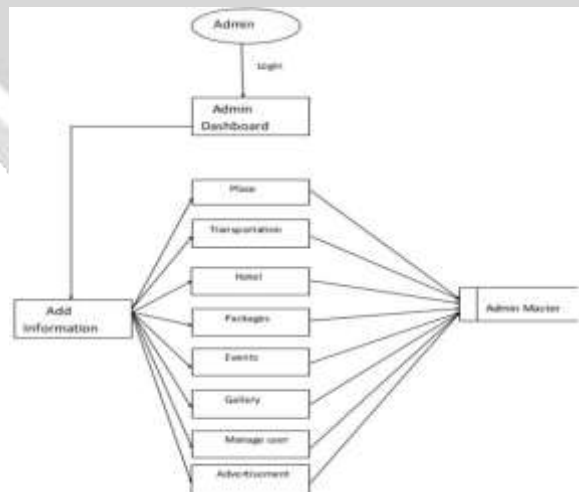 Admin
Login
Admin
Dashboard
Place
Transportation
Hotel
Packages
Events
Gallery
Manage user
Advertisement
Add
Information
Admin Master